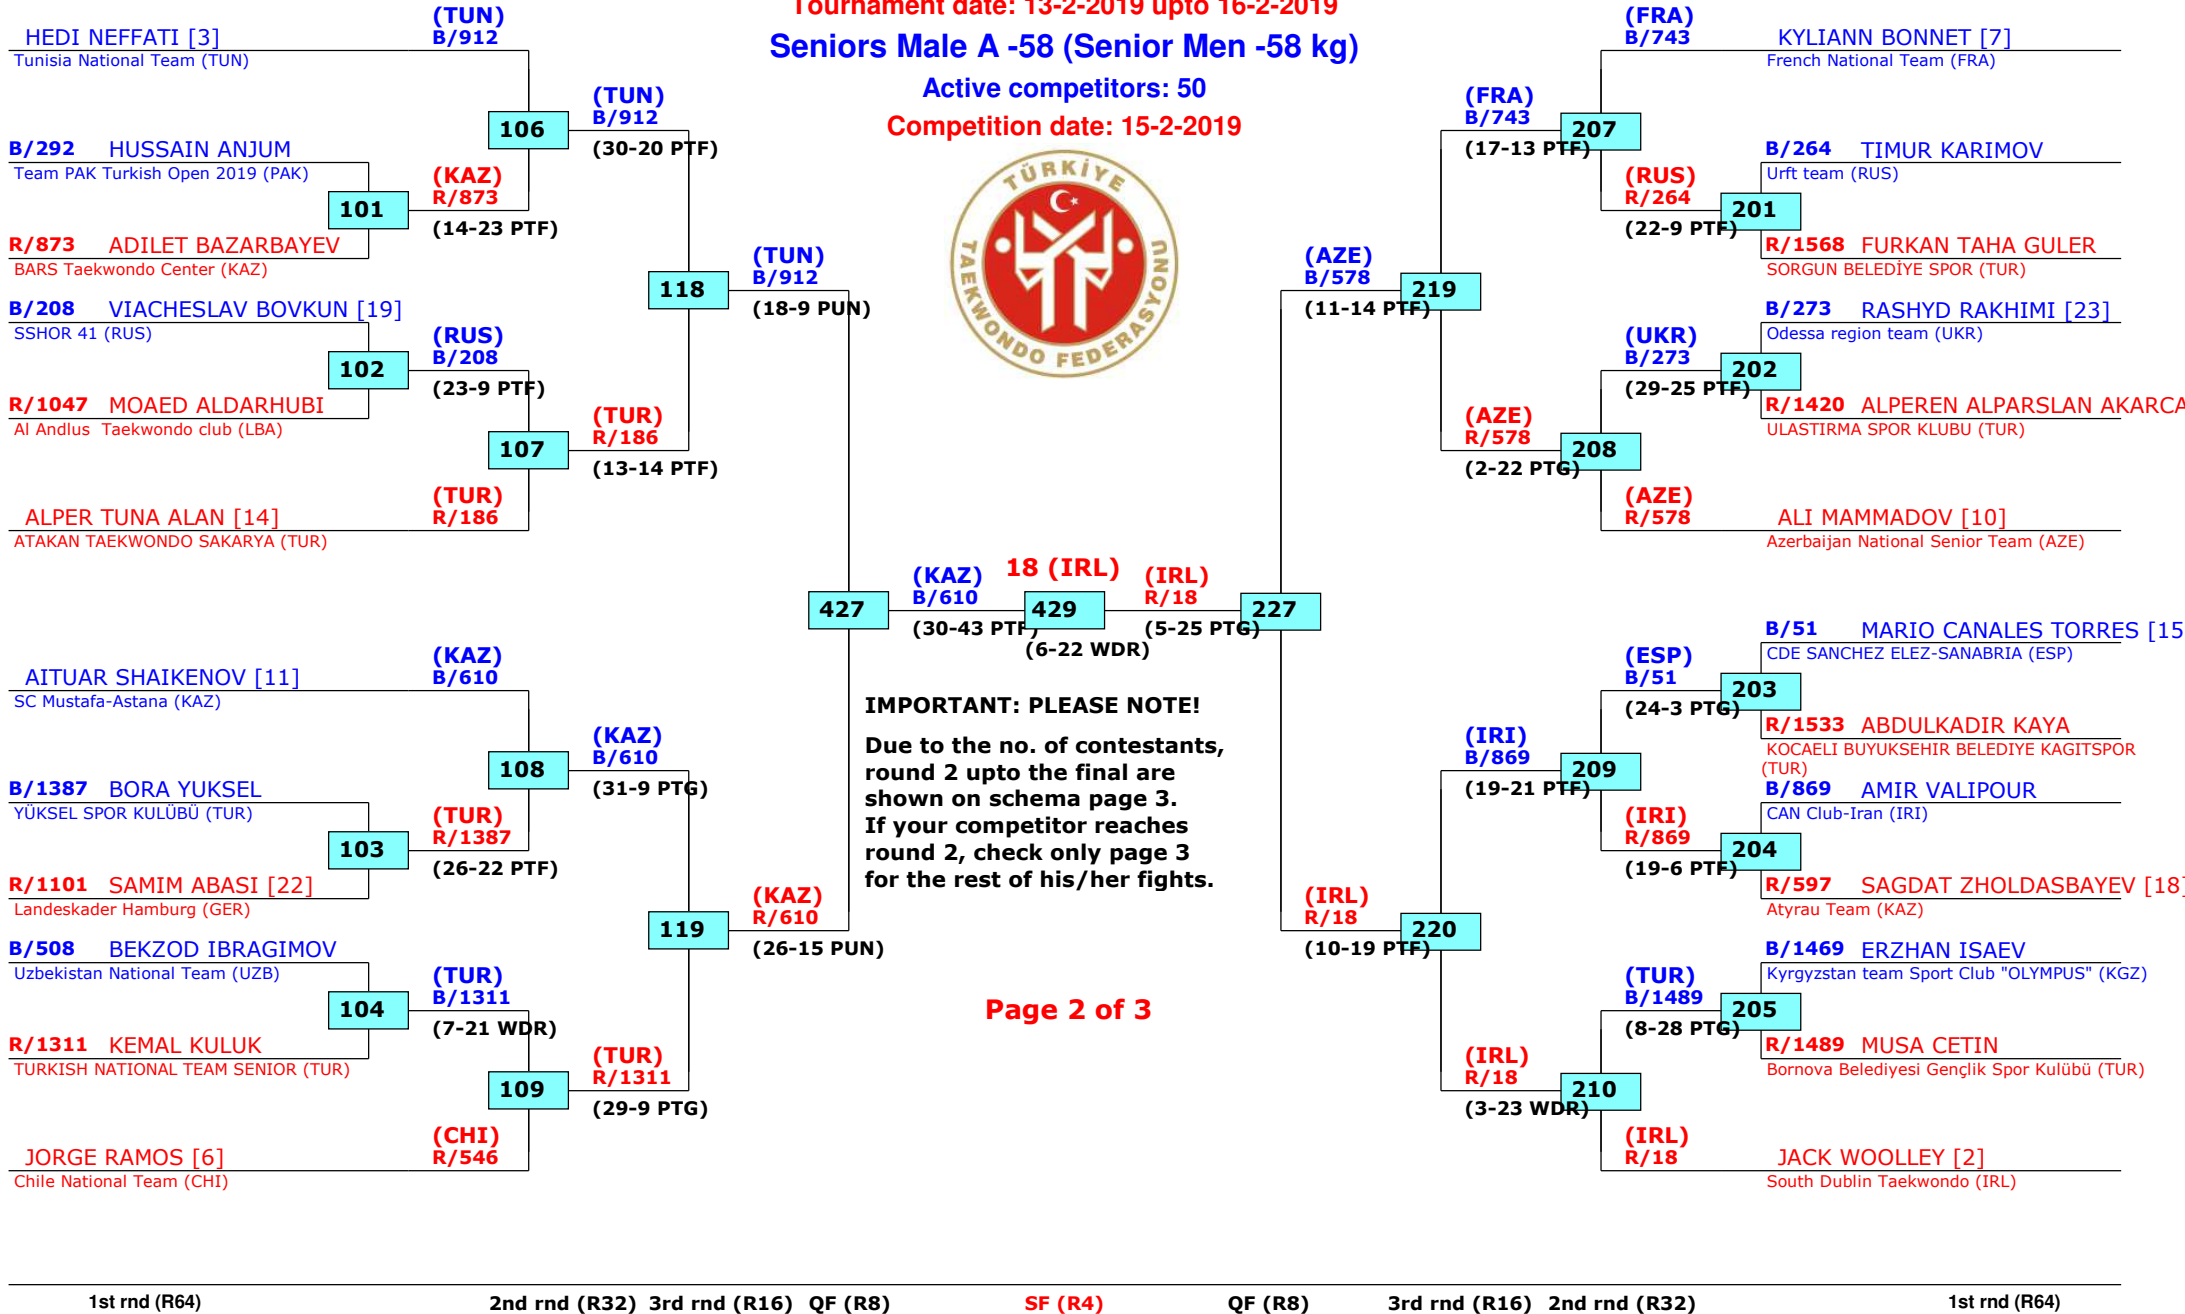 Tournament date: 13-2-2019 upto 16-2-2019
Seniors Male A -58 (Senior Men -58 kg)
Active competitors: 50
Competition date: 15-2-2019
TÜRKİYE
TAEKWONDO FEDERASYONU
HEDI NEFFATI [3]
Tunisia National Team (TUN)
(TUN)
B/912
B/292 HUSSAIN ANJUM
Team PAK Turkish Open 2019 (PAK)
101
R/873 ADILET BAZARBAYEV
BARS Taekwondo Center (KAZ)
(KAZ)
R/873
(14-23 PTF)
106
(TUN)
B/912
(30-20 PTF)
B/208 VIACHESLAV BOVKUN [19]
SSHOR 41 (RUS)
102
R/1047 MOAED ALDARHUBI
Al Andlus Taekwondo club (LBA)
(RUS)
B/208
(23-9 PTF)
107
(TUR)
R/186
(13-14 PTF)
ALPER TUNA ALAN [14]
ATAKAN TAEKWONDO SAKARYA (TUR)
(TUR)
R/186
118
(TUN)
B/912
(18-9 PUN)
AITUAR SHAIKENOV [11]
SC Mustafa-Astana (KAZ)
(KAZ)
B/610
B/1387 BORA YUKSEL
YÜKSEL SPOR KULÜBÜ (TUR)
103
R/1101 SAMIM ABASI [22]
Landeskader Hamburg (GER)
(TUR)
R/1387
(26-22 PTF)
108
(KAZ)
B/610
(31-9 PTG)
B/508 BEKZOD IBRAGIMOV
Uzbekistan National Team (UZB)
104
R/1311 KEMAL KULUK
TURKISH NATIONAL TEAM SENIOR (TUR)
(TUR)
B/1311
(7-21 WDR)
109
(TUR)
R/1311
(29-9 PTG)
JORGE RAMOS [6]
Chile National Team (CHI)
(CHI)
R/546
119
(KAZ)
R/610
(26-15 PUN)
427
(KAZ)
B/610
(30-43 PTF)
18 (IRL)
429
(6-22 WDR)
(IRL)
R/18
(5-25 PTG)
227
IMPORTANT: PLEASE NOTE!
Due to the no. of contestants,
round 2 upto the final are
shown on schema page 3.
If your competitor reaches
round 2, check only page 3
for the rest of his/her fights.
Page 2 of 3
(FRA)
B/743
KYLIANN BONNET [7]
French National Team (FRA)
(FRA)
B/743
(17-13 PTF)
207
B/264 TIMUR KARIMOV
Urft team (RUS)
(RUS)
R/264
(22-9 PTF)
201
R/1568 FURKAN TAHA GULER
SORGUN BELEDİYE SPOR (TUR)
(AZE)
B/578
(11-14 PTF)
219
B/273 RASHYD RAKHIMI [23]
Odessa region team (UKR)
(UKR)
B/273
(29-25 PTF)
202
R/1420 ALPEREN ALPARSLAN AKARCA
ULASTIRMA SPOR KLUBU (TUR)
(AZE)
R/578
(2-22 PTG)
208
(AZE)
R/578
ALI MAMMADOV [10]
Azerbaijan National Senior Team (AZE)
B/51 MARIO CANALES TORRES [15
CDE SANCHEZ ELEZ-SANABRIA (ESP)
(ESP)
B/51
(24-3 PTG)
203
R/1533 ABDULKADIR KAYA
KOCAELI BUYUKSEHIR BELEDIYE KAGITSPOR
(TUR)
(IRI)
B/869
(19-21 PTF)
209
B/869 AMIR VALIPOUR
CAN Club-Iran (IRI)
(IRI)
R/869
(19-6 PTF)
204
R/597 SAGDAT ZHOLDASBAYEV [18]
Atyrau Team (KAZ)
(IRL)
R/18
(10-19 PTF)
220
B/1469 ERZHAN ISAEV
Kyrgyzstan team Sport Club "OLYMPUS" (KGZ)
(TUR)
B/1489
(8-28 PTG)
205
R/1489 MUSA CETIN
Bornova Belediyesi Gençlik Spor Kulübü (TUR)
(IRL)
R/18
(3-23 WDR)
210
(IRL)
R/18
JACK WOOLLEY [2]
South Dublin Taekwondo (IRL)
1st rnd (R64) 2nd rnd (R32) 3rd rnd (R16) QF (R8) SF (R4) QF (R8) 3rd rnd (R16) 2nd rnd (R32) 1st rnd (R64)